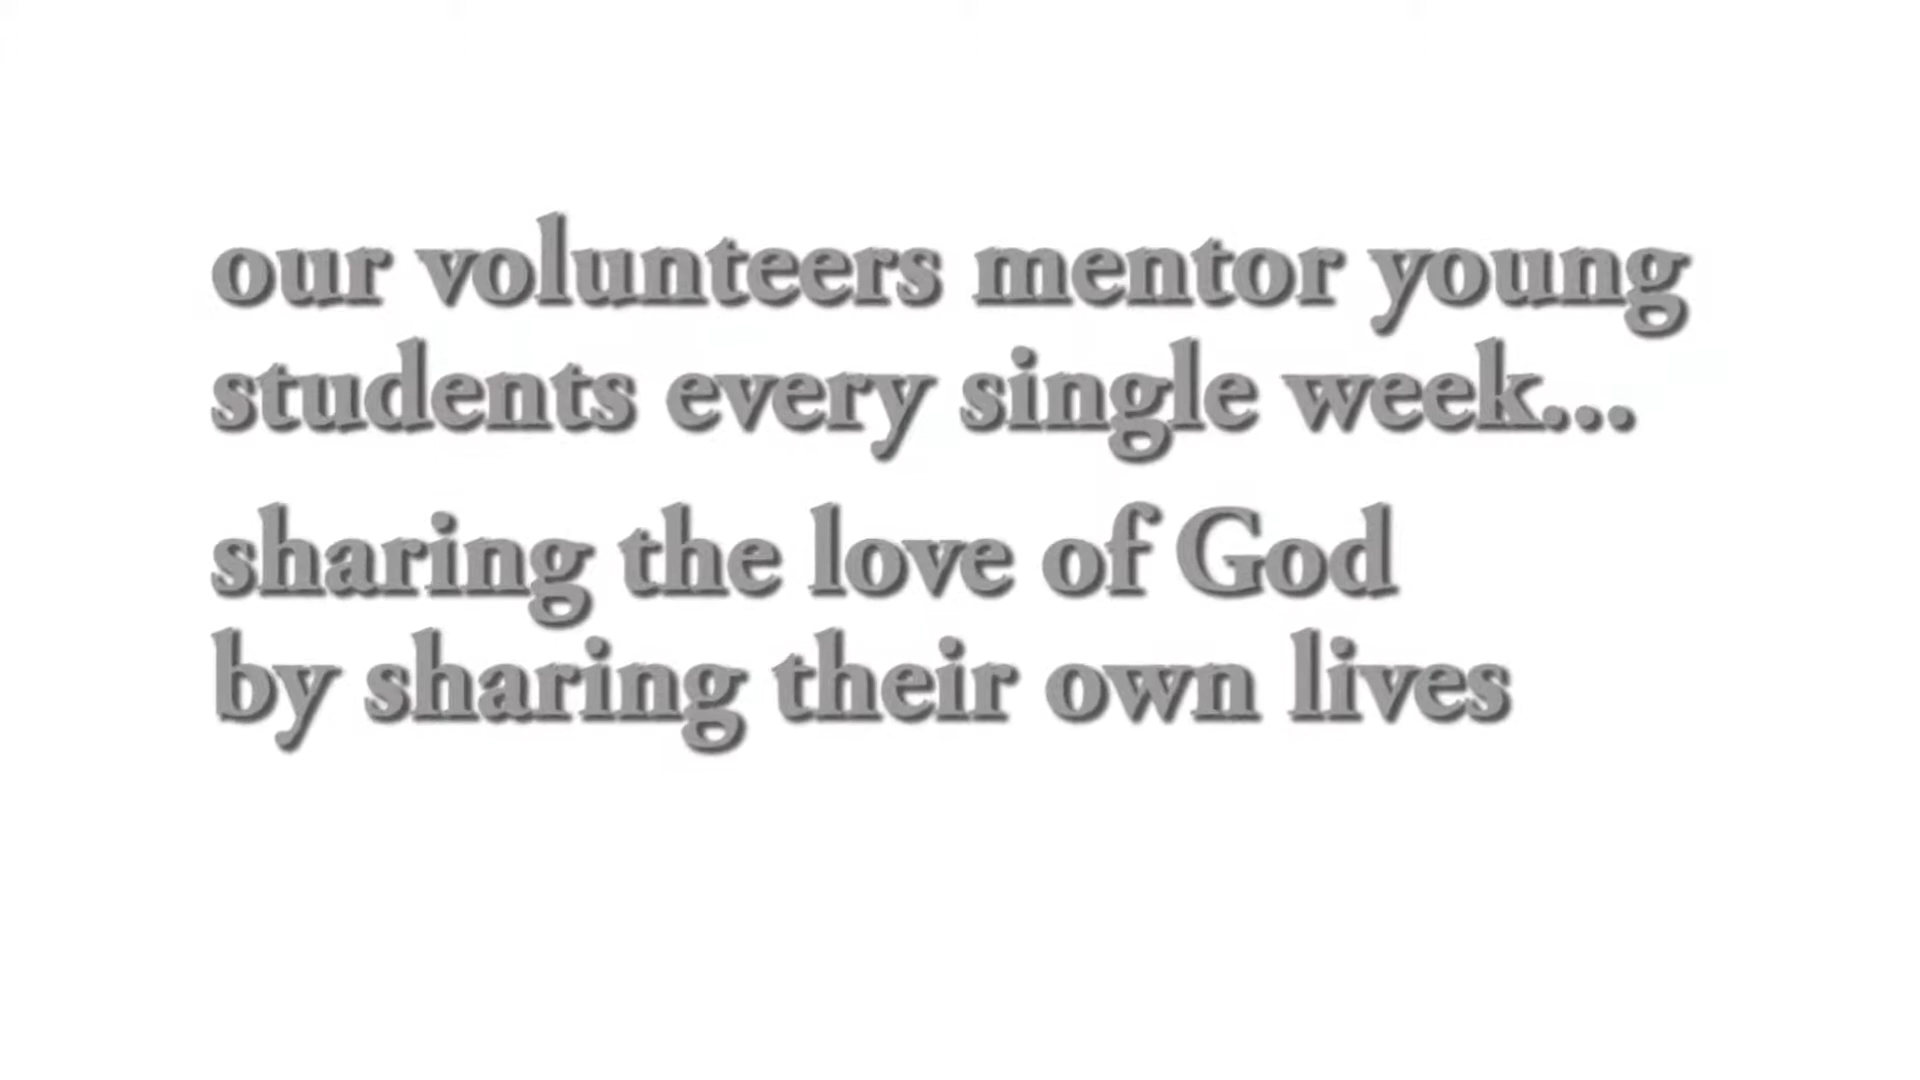 our volunteers mentor young
students every single week...
sharing the love of God
by sharing their own lives